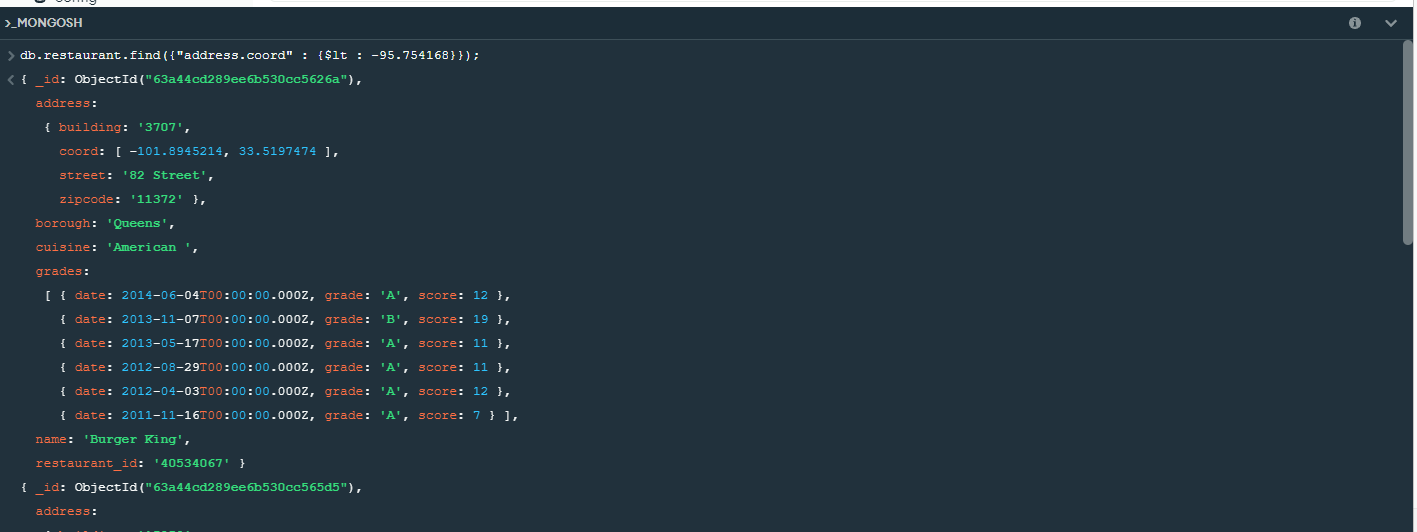 >_MONGOSH
> db.restaurant.find({"address.coord" : {$lt : -95.754168}});
< { _id: ObjectId("63a44cd289ee6b530cc5626a"),
address:
{ building: '3707',
coord: [ -101.8945214, 33.5197474 ],
street: '82 Street',
zipcode: '11372' },
borough: 'Queens',
cuisine: 'American ',
grades:
[ { date: 2014-06-04T00:00:00.000Z, grade: 'A', score: 12 },
{ date: 2013-11-07T00:00:00.000Z, grade: 'B', score: 19 },
{ date: 2013-05-17T00:00:00.000Z, grade: 'A', score: 11 },
{ date: 2012-08-29T00:00:00.000Z, grade: 'A', score: 11 },
{ date: 2012-04-03T00:00:00.000Z, grade: 'A', score: 12 },
{ date: 2011-11-16T00:00:00.000Z, grade: 'A', score: 7 } ],
name: 'Burger King',
restaurant_id: '40534067' }
{ _id: ObjectId("63a44cd289ee6b530cc565d5"),
address: